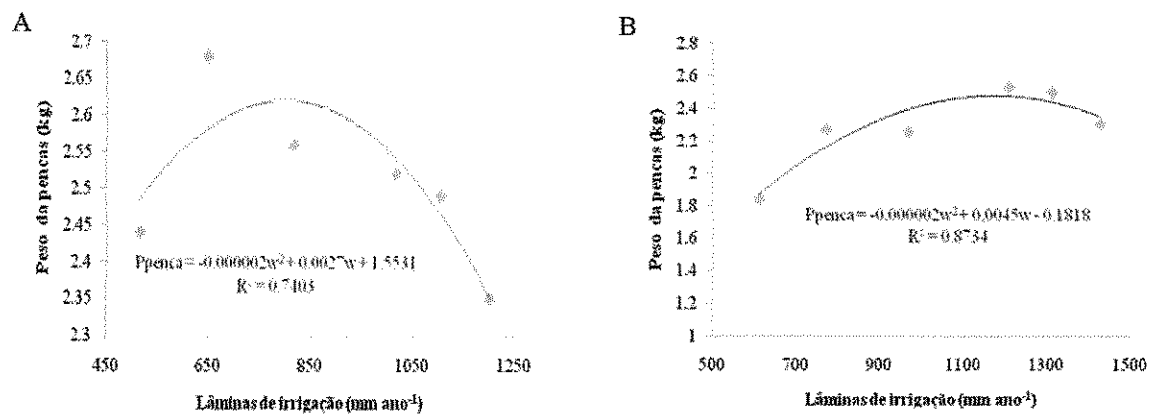 A
Peso da pencas (kg)
2.7
2.65
2.6
2.55
2.5
2.45
2.4
2.35
2.3
Ppenca = -0.000002w² + 0.0027w + 1.5531
R² = 0.7403
450 650 850 1050 1250
Lâminas de irrigação (mm ano⁻¹)
B
Peso da pencas (kg)
2.8
2.6
2.4
2.2
2
1.8
1.6
1.4
1.2
1
Ppenca = -0.000002w² + 0.0045w - 0.1818
R² = 0.8734
500 700 900 1100 1300 1500
Lâminas de irrigação (mm ano⁻¹)